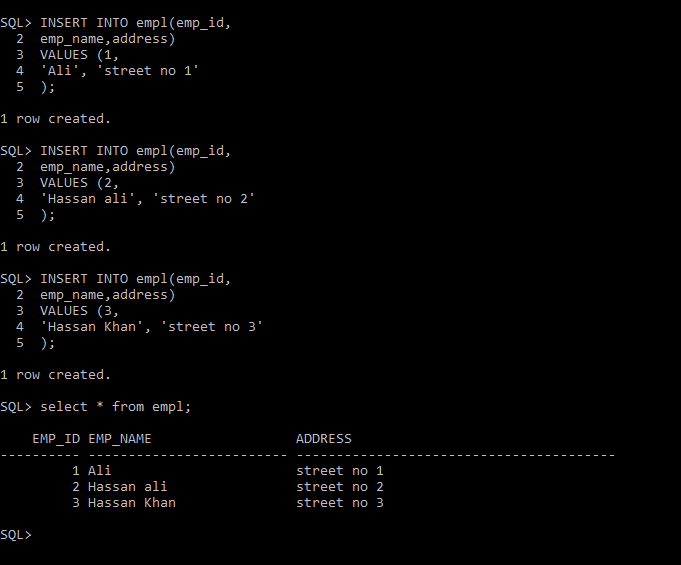 SQL> INSERT INTO empl(emp_id,
  2  emp_name,address)
  3  VALUES (1,
  4  'Ali', 'street no 1'
  5  );
1 row created.
SQL> INSERT INTO empl(emp_id,
  2  emp_name,address)
  3  VALUES (2,
  4  'Hassan ali', 'street no 2'
  5  );
1 row created.
SQL> INSERT INTO empl(emp_id,
  2  emp_name,address)
  3  VALUES (3,
  4  'Hassan Khan', 'street no 3'
  5  );
1 row created.
SQL> select * from empl;
    EMP_ID EMP_NAME                  ADDRESS
---------- ------------------------- ----------------------------------------
         1 Ali                       street no 1
         2 Hassan ali                street no 2
         3 Hassan Khan               street no 3
SQL>